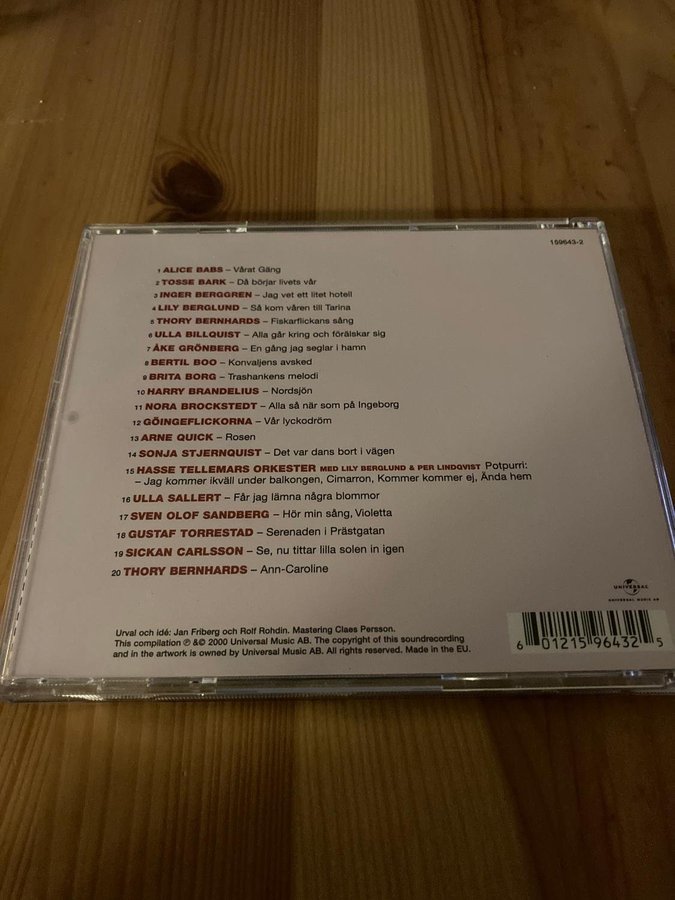 159643-2
1 ALICE BABS – Vårat Gäng
2 TOSSE BARK – Då börjar livets vår
3 INGER BERGGREN – Jag vet ett litet hotell
4 LILY BERGLUND – Så kom våren till Tarina
5 THORY BERNHARDS – Fiskarflickans sång
6 ULLA BILLQUIST – Alla går kring och förälskar sig
7 ÅKE GRÖNBERG – En gång jag seglar i hamn
8 BERTIL BOO – Konvaljens avsked
9 BRITA BORG – Trashankens melodi
10 HARRY BRANDELIUS – Nordsjön
11 NORA BROCKSTEDT – Alla så när som på Ingeborg
12 GÖINGEFLICKORNA – Vår lyckodröm
13 ARNE QUICK – Rosen
14 SONJA STJERNQUIST – Det var dans bort i vägen
15 HASSE TELLEMARS ORKESTER MED LILY BERGLUND & PER LINDQVIST Potpurri:
– Jag kommer ikväll under balkongen, Cimarron, Kommer kommer ej, Ända hem
16 ULLA SALLERT – Får jag lämna några blommor
17 SVEN OLOF SANDBERG – Hör min sång, Violetta
18 GUSTAF TORRESTAD – Serenaden i Prästgatan
19 SICKAN CARLSSON – Se, nu tittar lilla solen in igen
20 THORY BERNHARDS – Ann-Caroline
UNIVERSAL
UNIVERSAL MUSIC AB
Urval och idé: Jan Friberg och Rolf Rohdin. Mastering Claes Persson.
This compilation ℗ &© 2000 Universal Music AB. The copyright of this soundrecording
and in the artwork is owned by Universal Music AB. All rights reserved. Made in the EU.
6 01215 96432 5